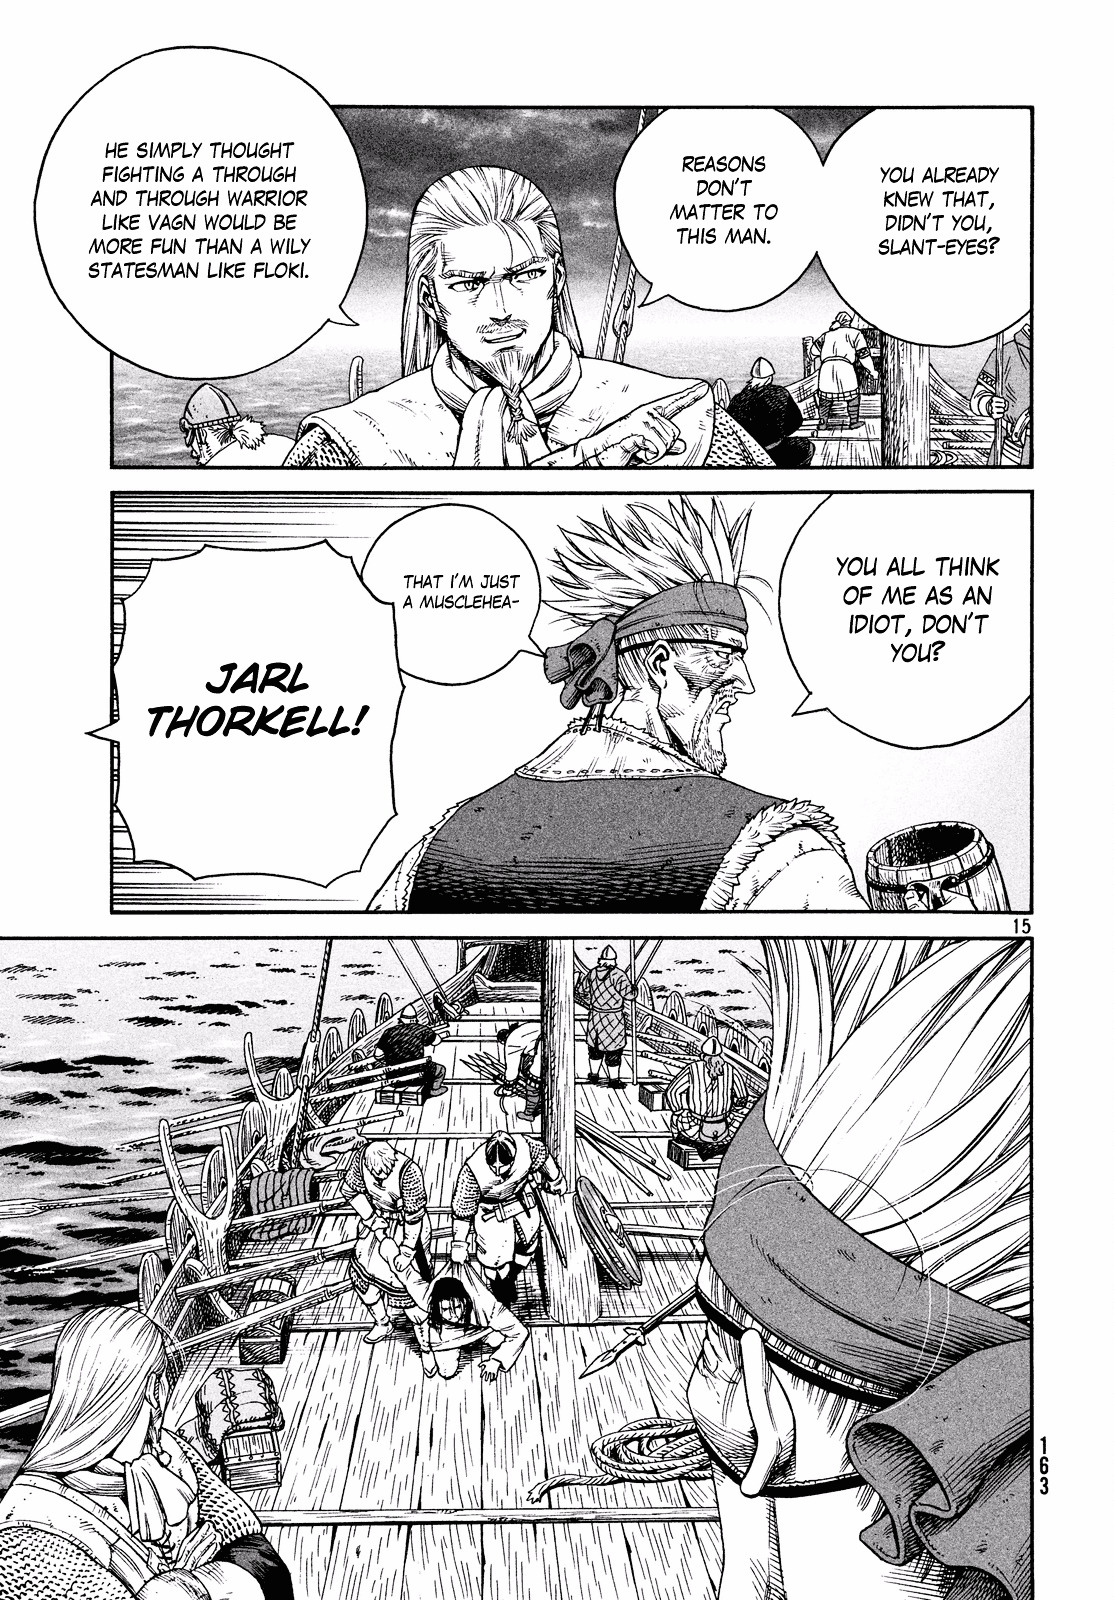 YOU ALREADY
KNEW THAT,
DIDN'T YOU,
SLANT-EYES?
REASONS
DON'T
MATTER TO
THIS MAN.
HE SIMPLY THOUGHT
FIGHTING A THROUGH
AND THROUGH WARRIOR
LIKE VAGN WOULD BE
MORE FUN THAN A WILY
STATESMAN LIKE FLOKI.
YOU ALL THINK
OF ME AS AN
IDIOT, DON'T
YOU?
THAT I'M JUST
A MUSCLEHEA-
JARL
THORKELL!
15
163